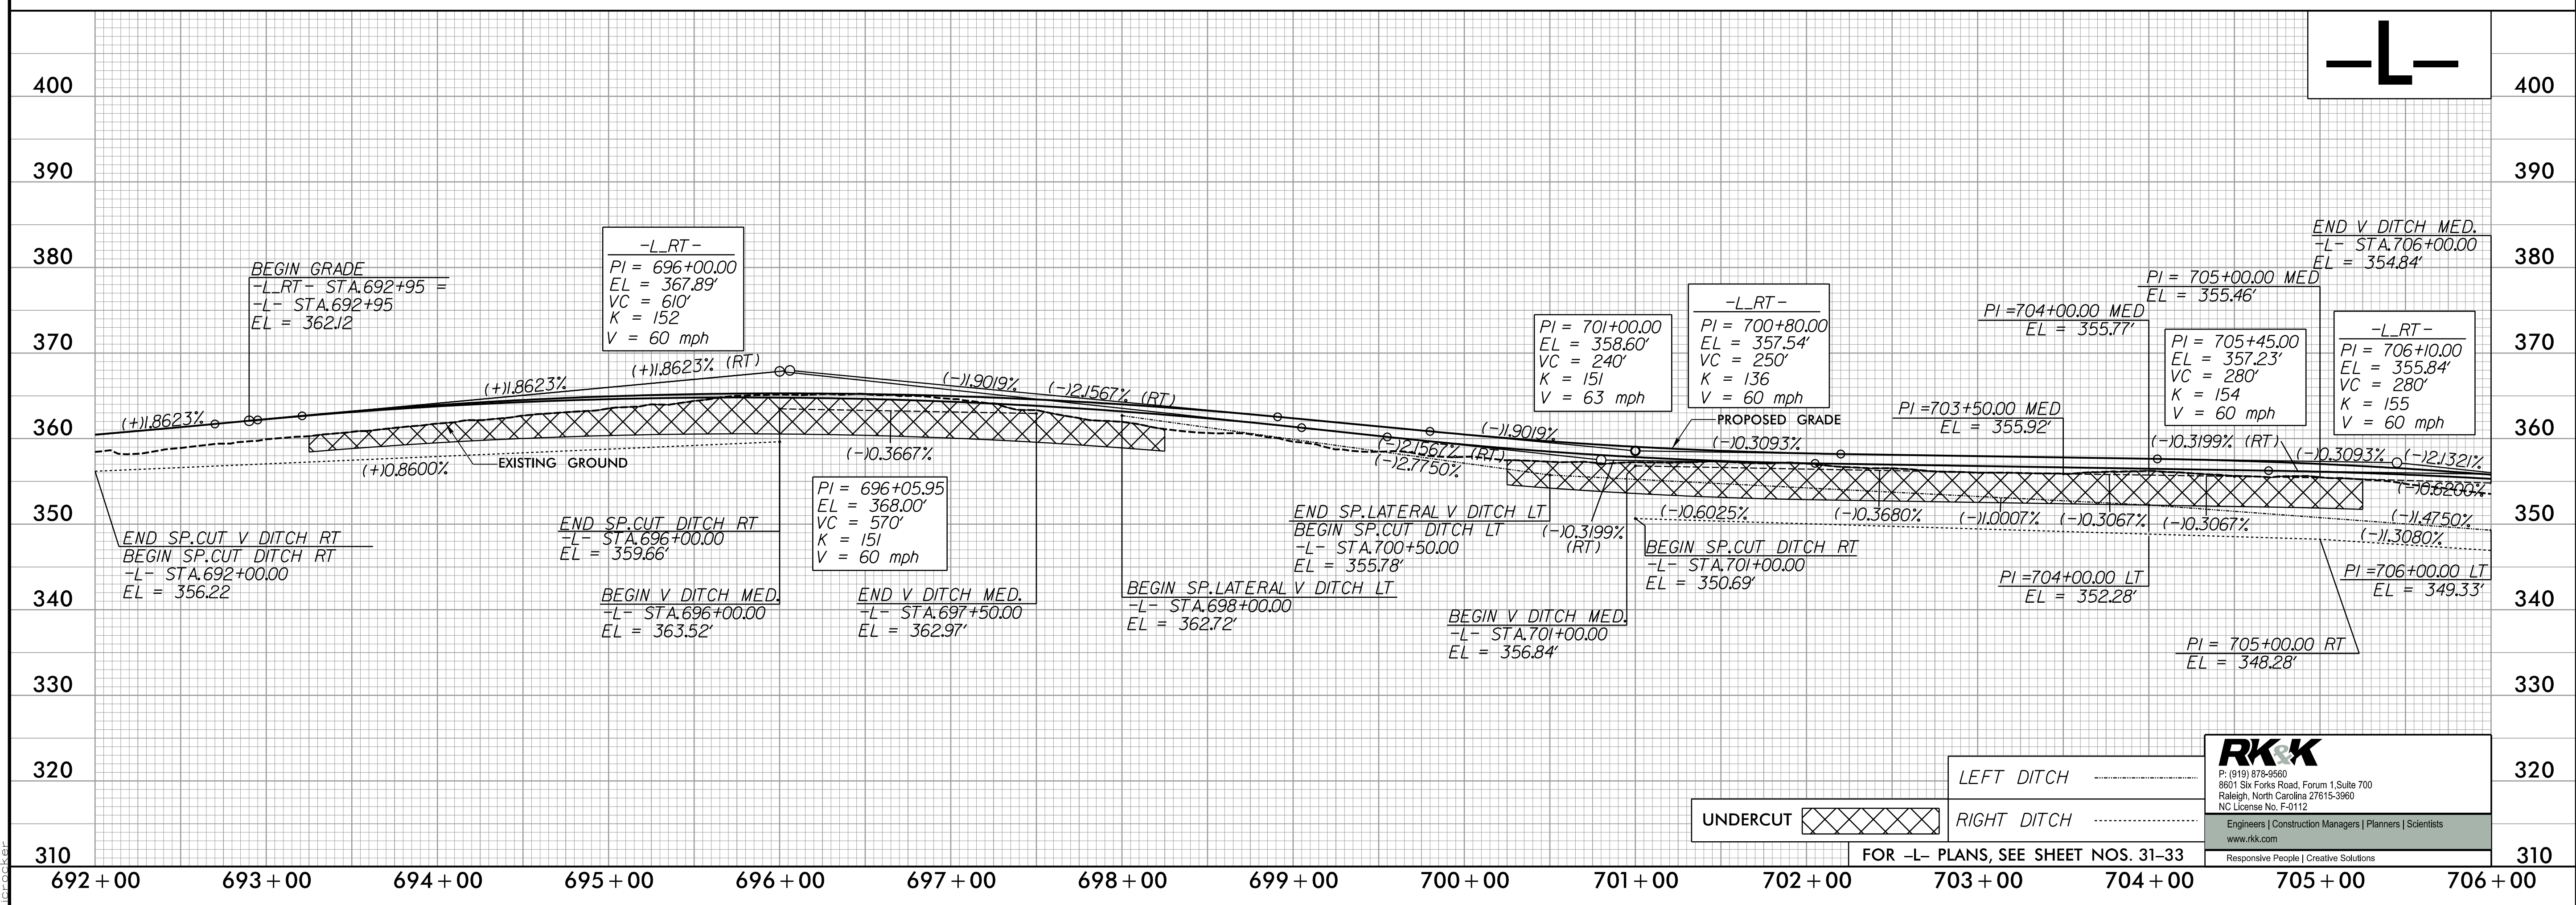 -L-
400
400
390
390
380
380
370
370
360
360
350
350
340
340
330
330
320
320
310
310
BEGIN GRADE
-L_RT- STA.692+95 =
-L- STA.692+95
EL = 362.12
-L_RT-
PI = 696+00.00
EL = 367.89'
VC = 610'
K = 152
V = 60 mph
PI = 701+00.00
EL = 358.60'
VC = 240'
K = 151
V = 63 mph
-L_RT-
PI = 700+80.00
EL = 357.54'
VC = 250'
K = 136
V = 60 mph
END V DITCH MED.
-L- STA.706+00.00
EL = 354.84'
PI = 705+00.00 MED
EL = 355.46'
PI =704+00.00 MED
EL = 355.77'
PI = 705+45.00
EL = 357.23'
VC = 280'
K = 154
V = 60 mph
-L_RT-
PI = 706+10.00
EL = 355.84'
VC = 280'
K = 155
V = 60 mph
PI =703+50.00 MED
EL = 355.92'
(+)1.8623%
(+)1.8623%
(+)1.8623% (RT)
(-)1.9019%
(-)2.1567% (RT)
(-)1.9019%
(-)2.1567% (RT)
(-)2.7750%
PROPOSED GRADE
(-)0.3093%
(-)0.3199% (RT)
(-)0.3093%
(-)2.1321%
(-)0.6200%
EXISTING GROUND
(+)0.8600%
(-)0.3667%
(-)0.3199%
(RT)
(-)0.6025%
(-)0.3680%
(-)1.0007%
(-)0.3067%
(-)0.3067%
(-)1.4750%
(-)1.3080%
END SP.CUT V DITCH RT
BEGIN SP.CUT DITCH RT
-L- STA.692+00.00
EL = 356.22
END SP.CUT DITCH RT
-L- STA.696+00.00
EL = 359.66'
PI = 696+05.95
EL = 368.00'
VC = 570'
K = 151
V = 60 mph
BEGIN V DITCH MED.
-L- STA.696+00.00
EL = 363.52'
END V DITCH MED.
-L- STA.697+50.00
EL = 362.97'
BEGIN SP.LATERAL V DITCH LT
-L- STA.698+00.00
EL = 362.72'
END SP.LATERAL V DITCH LT
BEGIN SP.CUT DITCH LT
-L- STA.700+50.00
EL = 355.78'
BEGIN V DITCH MED.
-L- STA.701+00.00
EL = 356.84'
BEGIN SP.CUT DITCH RT
-L- STA.701+00.00
EL = 350.69'
PI =704+00.00 LT
EL = 352.28'
PI =706+00.00 LT
EL = 349.33'
PI = 705+00.00 RT
EL = 348.28'
LEFT DITCH
RIGHT DITCH
UNDERCUT
FOR -L- PLANS, SEE SHEET NOS. 31-33
RK&K
P: (919) 878-9560
8601 Six Forks Road, Forum 1,Suite 700
Raleigh, North Carolina 27615-3960
NC License No. F-0112
Engineers | Construction Managers | Planners | Scientists
www.rkk.com
Responsive People | Creative Solutions
692+00
693+00
694+00
695+00
696+00
697+00
698+00
699+00
700+00
701+00
702+00
703+00
704+00
705+00
706+00